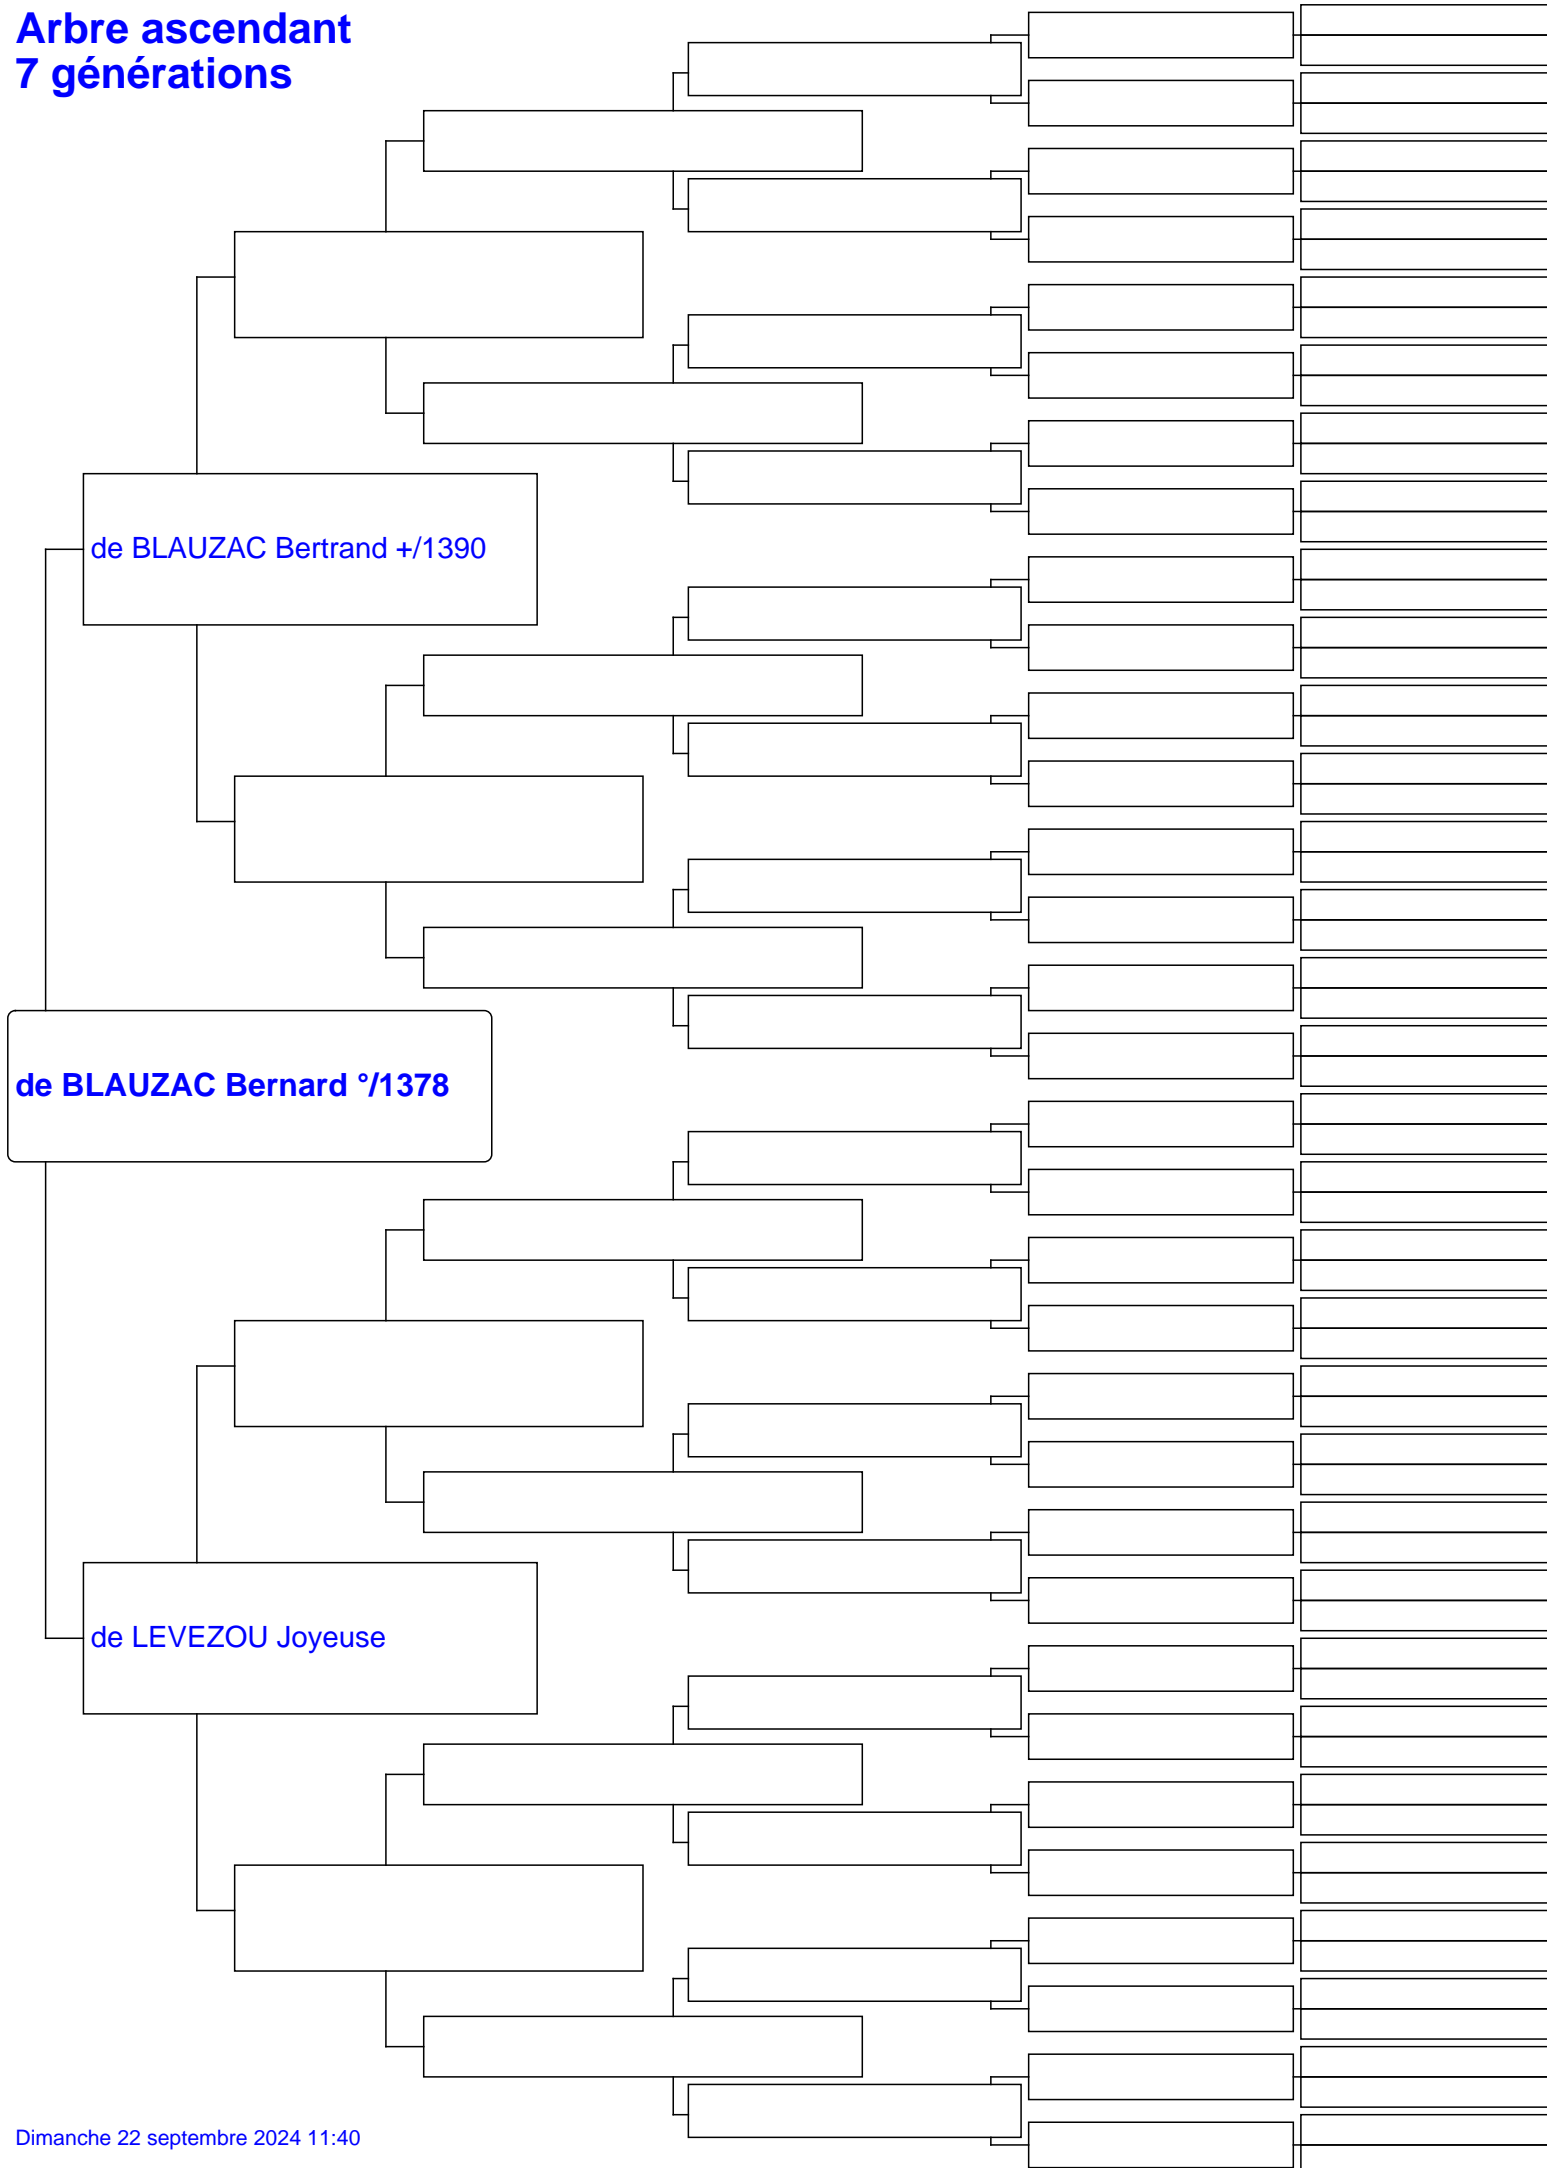 Arbre ascendant
7 générations
de BLAUZAC Bertrand +/1390
de BLAUZAC Bernard °/1378
de LEVEZOU Joyeuse
Dimanche 22 septembre 2024 11:40